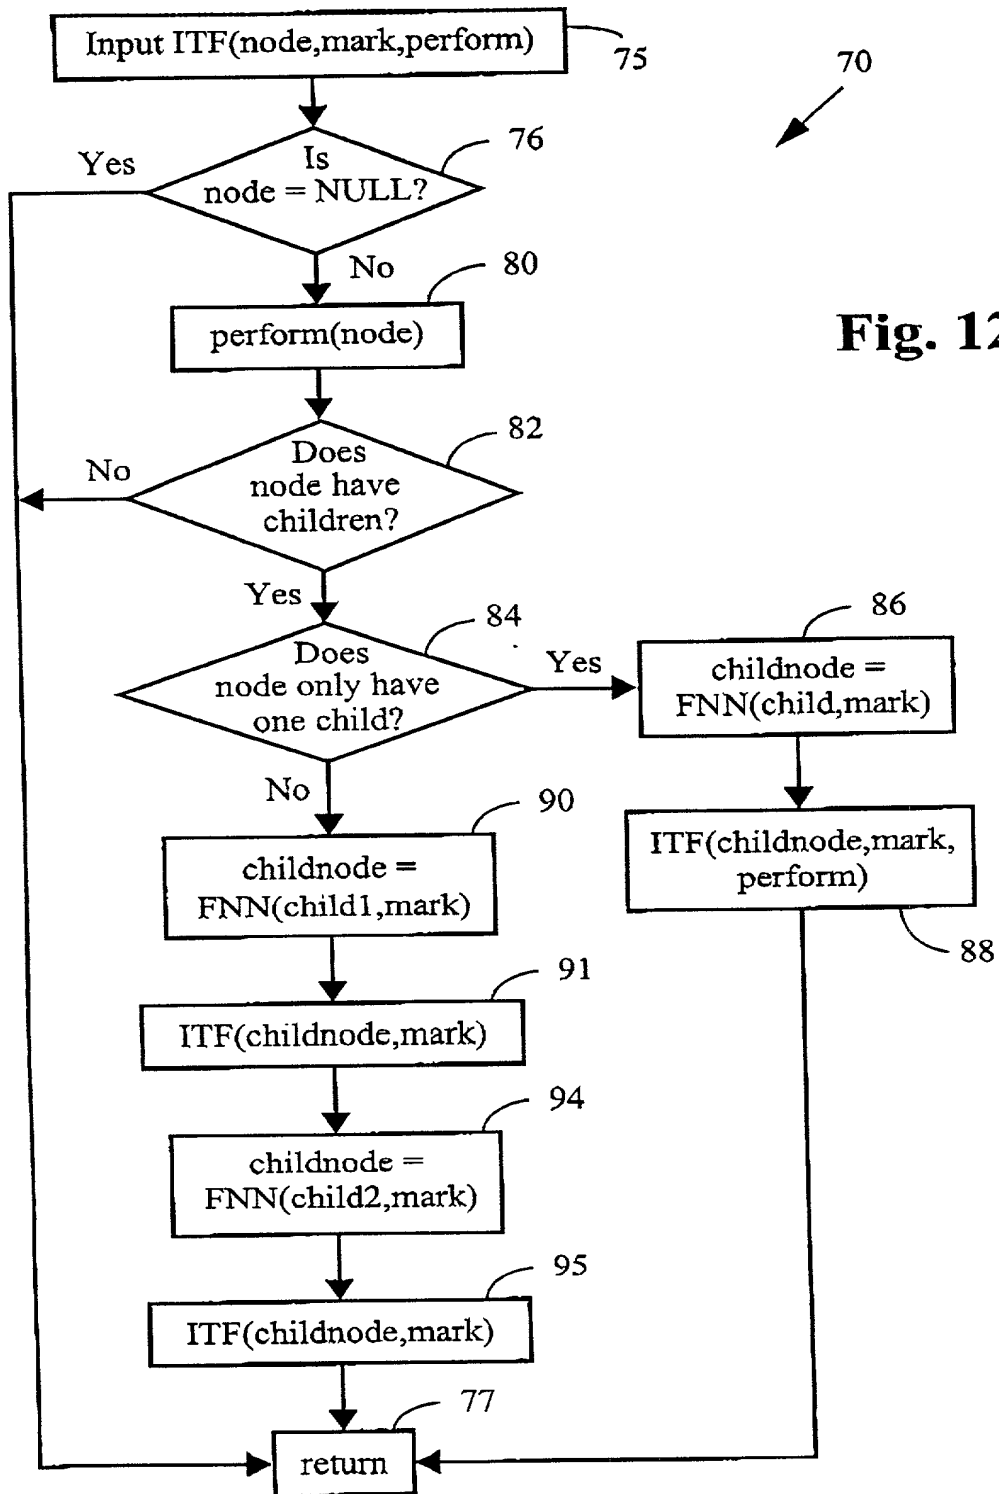 Input ITF(node,mark,perform)
75
70
Is
node = NULL?
76
Yes
No
80
perform(node)
Fig. 12
Does
node have
children?
82
No
Yes
84
Does
node only have
one child?
Yes
86
childnode =
FNN(child,mark)
No
90
childnode =
FNN(child1,mark)
ITF(childnode,mark,
perform)
88
91
ITF(childnode,mark)
94
childnode =
FNN(child2,mark)
95
ITF(childnode,mark)
77
return